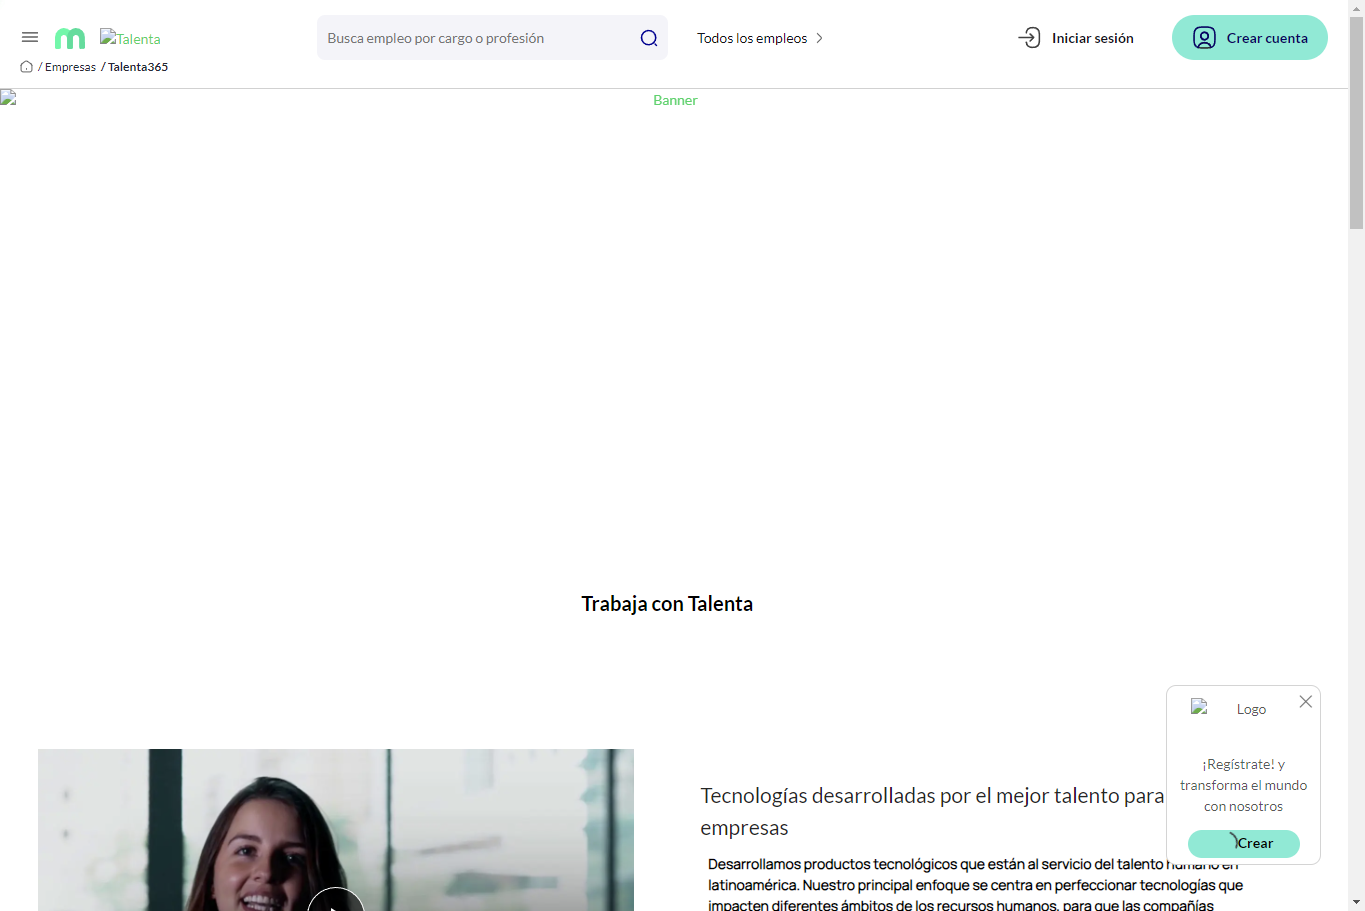 Talenta
Busca empleo por cargo o profesión
Todos los empleos
Iniciar sesión
Crear cuenta
/ Empresas / Talenta365
Banner
Trabaja con Talenta
Logo
¡Regístrate! y
transforma el mundo
con nosotros
Crear
Tecnologías desarrolladas por el mejor talento para
empresas
Desarrollamos productos tecnológicos que están al servicio del talento humano en
latinoamérica. Nuestro principal enfoque se centra en perfeccionar tecnologías que
impacten diferentes ámbitos de los recursos humanos, para que las compañías